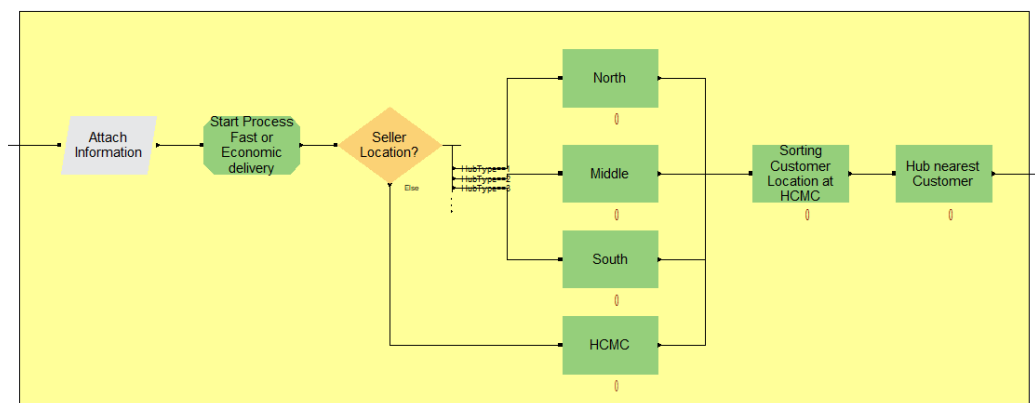 Attach
Information
Start Process
Fast or
Economic
delivery
Seller
Location?
HubType==1
HubType==2
HubType==3
Else
North
0
Middle
0
South
0
HCMC
0
Sorting
Customer
Location at
HCMC
0
Hub nearest
Customer
0